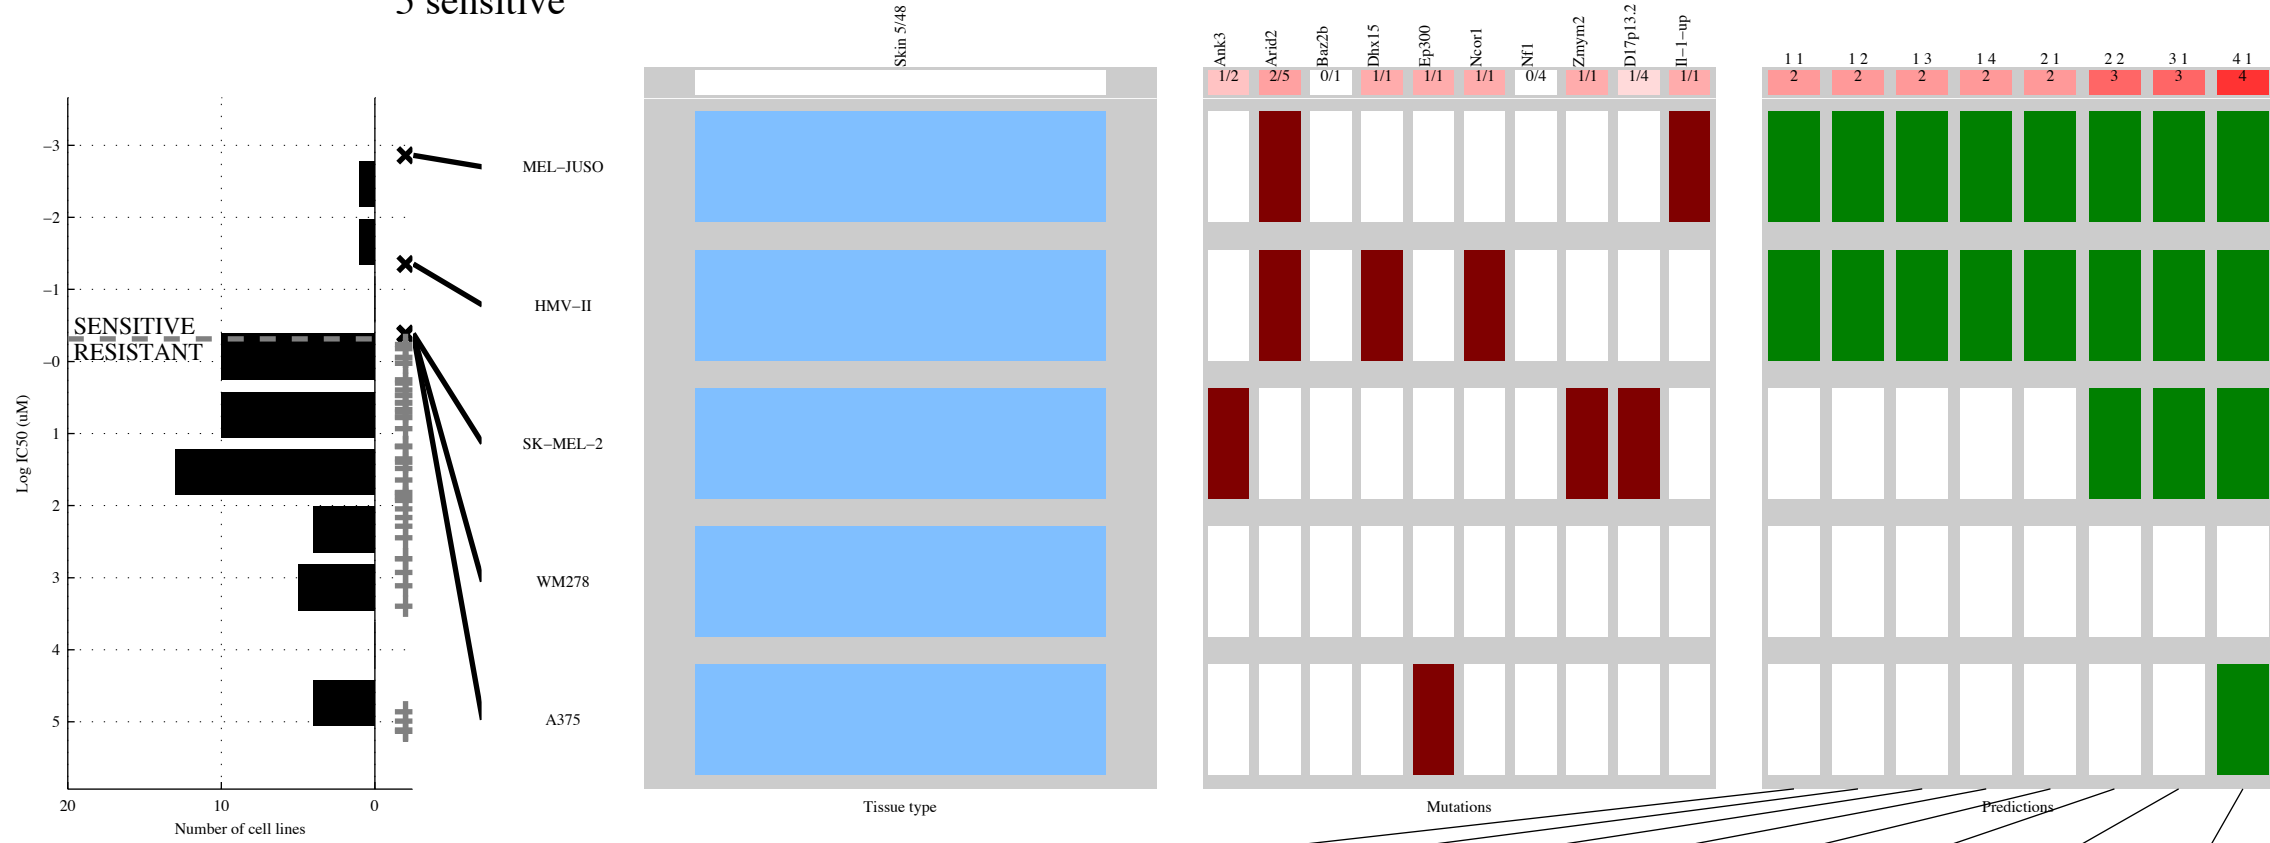 5 sensitive
Skin 5/48
Ank3
Arid2
Baz2b
Dhx15
Ep300
Ncor1
Nf1
Zmym2
D17p13.2
Il−1−up
1 1
1 2
1 3
1 4
2 1
2 2
3 1
4 1
1/2
2/5
0/1
1/1
1/1
1/1
0/4
1/1
1/4
1/1
2
2
2
2
2
3
3
4
−3
−2
−1
−0
1
2
3
4
5
SENSITIVE
RESISTANT
Log IC50 (uM)
20
10
0
Number of cell lines
MEL−JUSO
HMV−II
SK−MEL−2
WM278
A375
Tissue type
Mutations
Predictions